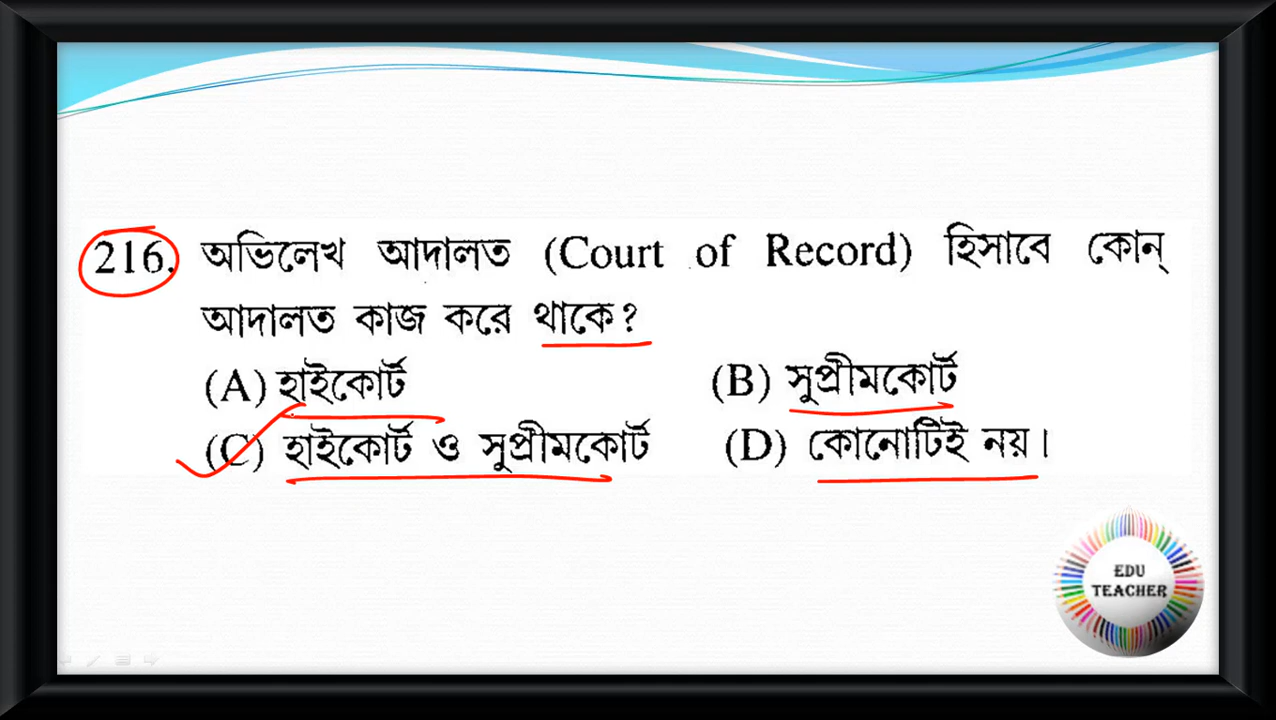 216. অভিলেখ আদালত (Court of Record) হিসাবে কোন্
আদালত কাজ করে থাকে?
(A) হাইকোর্ট (B) সুপ্রীমকোর্ট
(C) হাইকোর্ট ও সুপ্রীমকোর্ট (D) কোনোটিই নয়।
EDU
TEACHER